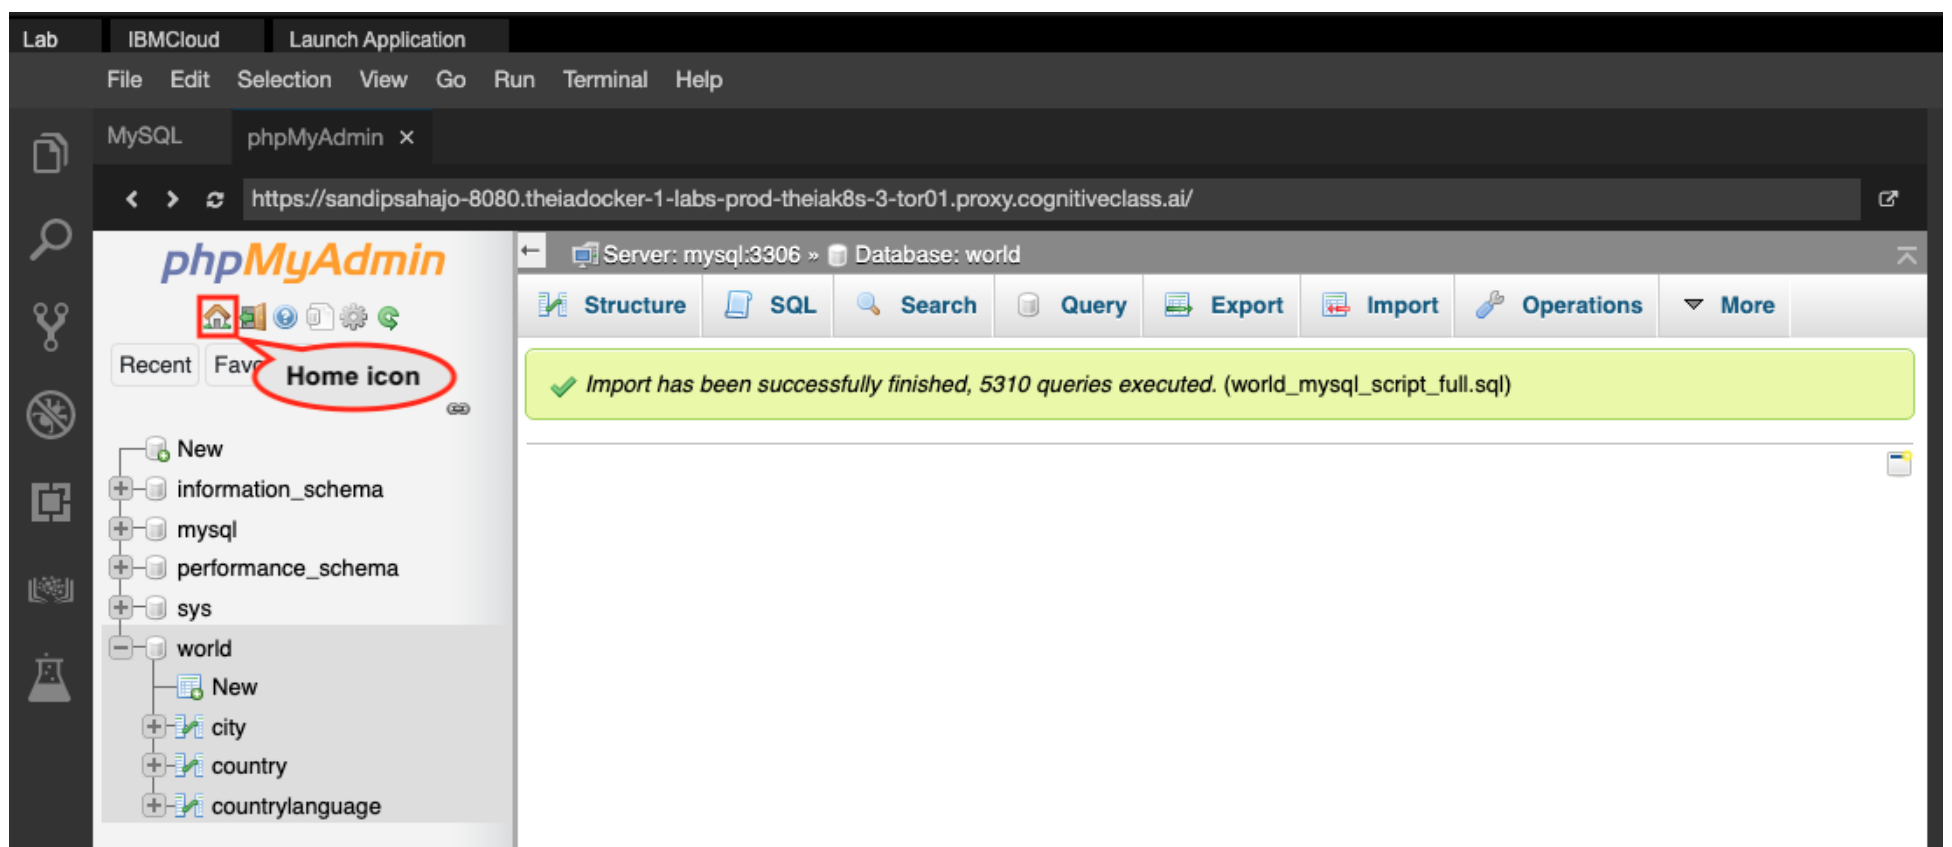 Lab IBMCloud Launch Application
File Edit Selection View Go Run Terminal Help
MySQL phpMyAdmin ×
https://sandipsahajo-8080.theiadocker-1-labs-prod-theiak8s-3-tor01.proxy.cognitiveclass.ai/
phpMyAdmin
Recent Favo
Home icon
New
information_schema
mysql
performance_schema
sys
world
New
city
country
countrylanguage
Server: mysql:3306 » Database: world
Structure SQL Search Query Export Import Operations More
Import has been successfully finished, 5310 queries executed. (world_mysql_script_full.sql)